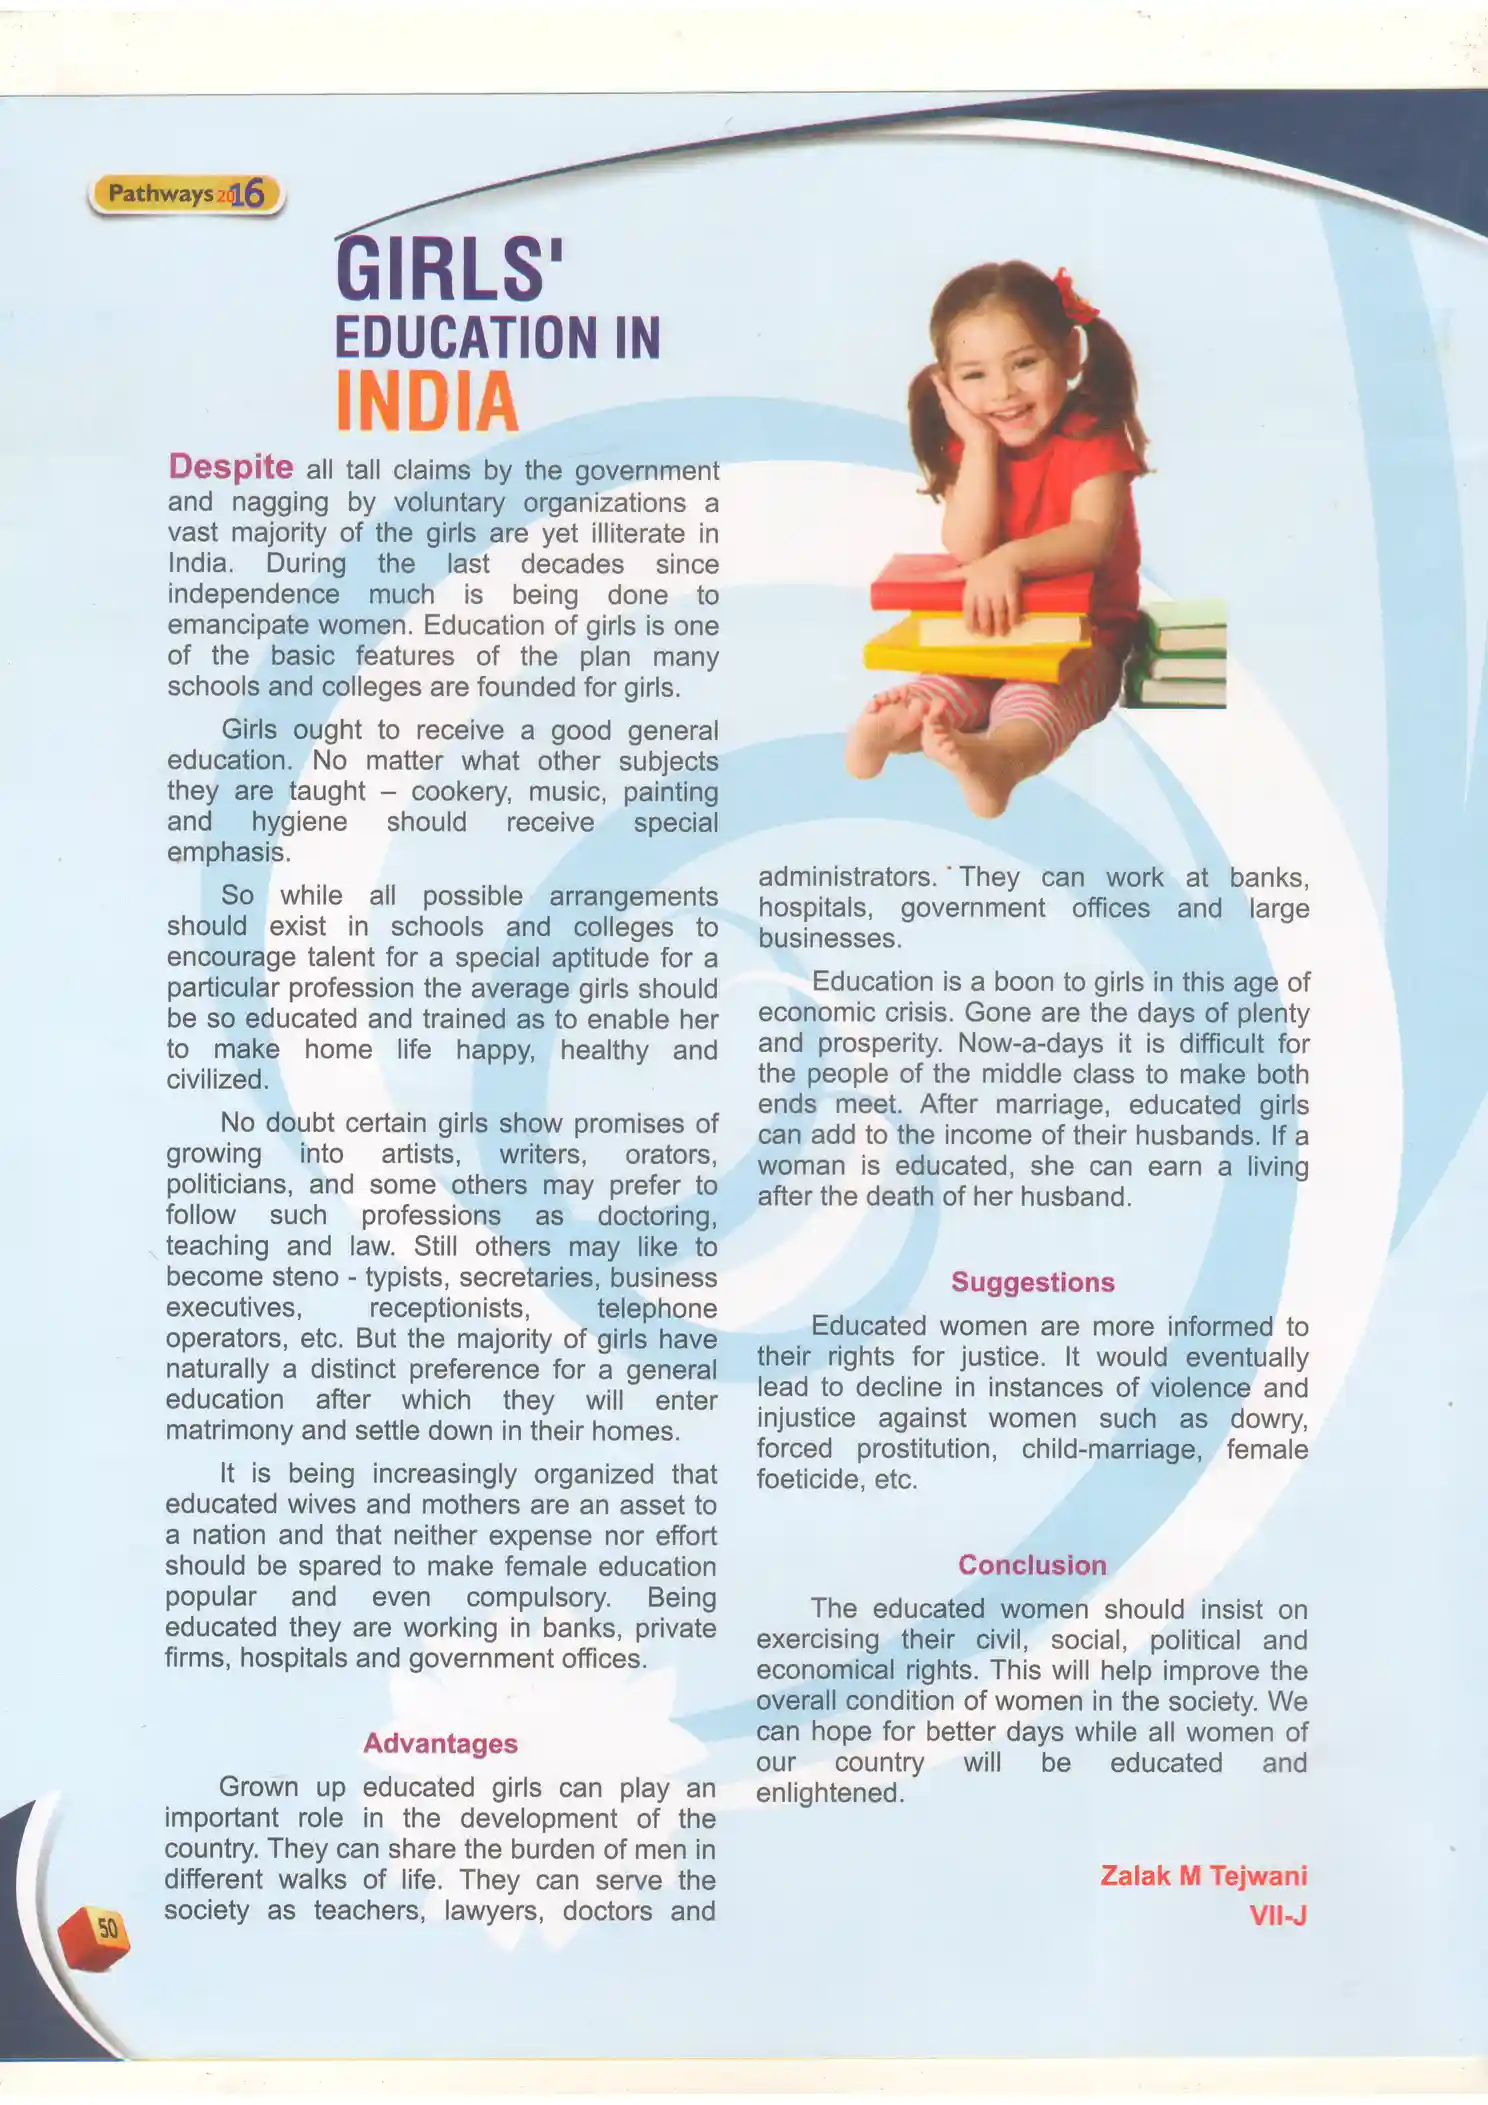 Pathways 2016
GIRLS'
EDUCATION IN
INDIA
Despite all tall claims by the government
and nagging by voluntary organizations a
vast majority of the girls are yet illiterate in
India. During the last decades since
independence much is being done to
emancipate women. Education of girls is one
of the basic features of the plan many
schools and colleges are founded for girls.
Girls ought to receive a good general
education. No matter what other subjects
they are taught – cookery, music, painting
and hygiene should receive special
emphasis.
So while all possible arrangements
should exist in schools and colleges to
encourage talent for a special aptitude for a
particular profession the average girls should
be so educated and trained as to enable her
to make home life happy, healthy and
civilized.
No doubt certain girls show promises of
growing into artists, writers, orators,
politicians, and some others may prefer to
follow such professions as doctoring,
teaching and law. Still others may like to
become steno - typists, secretaries, business
executives, receptionists, telephone
operators, etc. But the majority of girls have
naturally a distinct preference for a general
education after which they will enter
matrimony and settle down in their homes.
It is being increasingly organized that
educated wives and mothers are an asset to
a nation and that neither expense nor effort
should be spared to make female education
popular and even compulsory. Being
educated they are working in banks, private
firms, hospitals and government offices.
Advantages
Grown up educated girls can play an
important role in the development of the
country. They can share the burden of men in
different walks of life. They can serve the
society as teachers, lawyers, doctors and
administrators. They can work at banks,
hospitals, government offices and large
businesses.
Education is a boon to girls in this age of
economic crisis. Gone are the days of plenty
and prosperity. Now-a-days it is difficult for
the people of the middle class to make both
ends meet. After marriage, educated girls
can add to the income of their husbands. If a
woman is educated, she can earn a living
after the death of her husband.
Suggestions
Educated women are more informed to
their rights for justice. It would eventually
lead to decline in instances of violence and
injustice against women such as dowry,
forced prostitution, child-marriage, female
foeticide, etc.
Conclusion
The educated women should insist on
exercising their civil, social, political and
economical rights. This will help improve the
overall condition of women in the society. We
can hope for better days while all women of
our country will be educated and
enlightened.
Zalak M Tejwani
VII-J
50